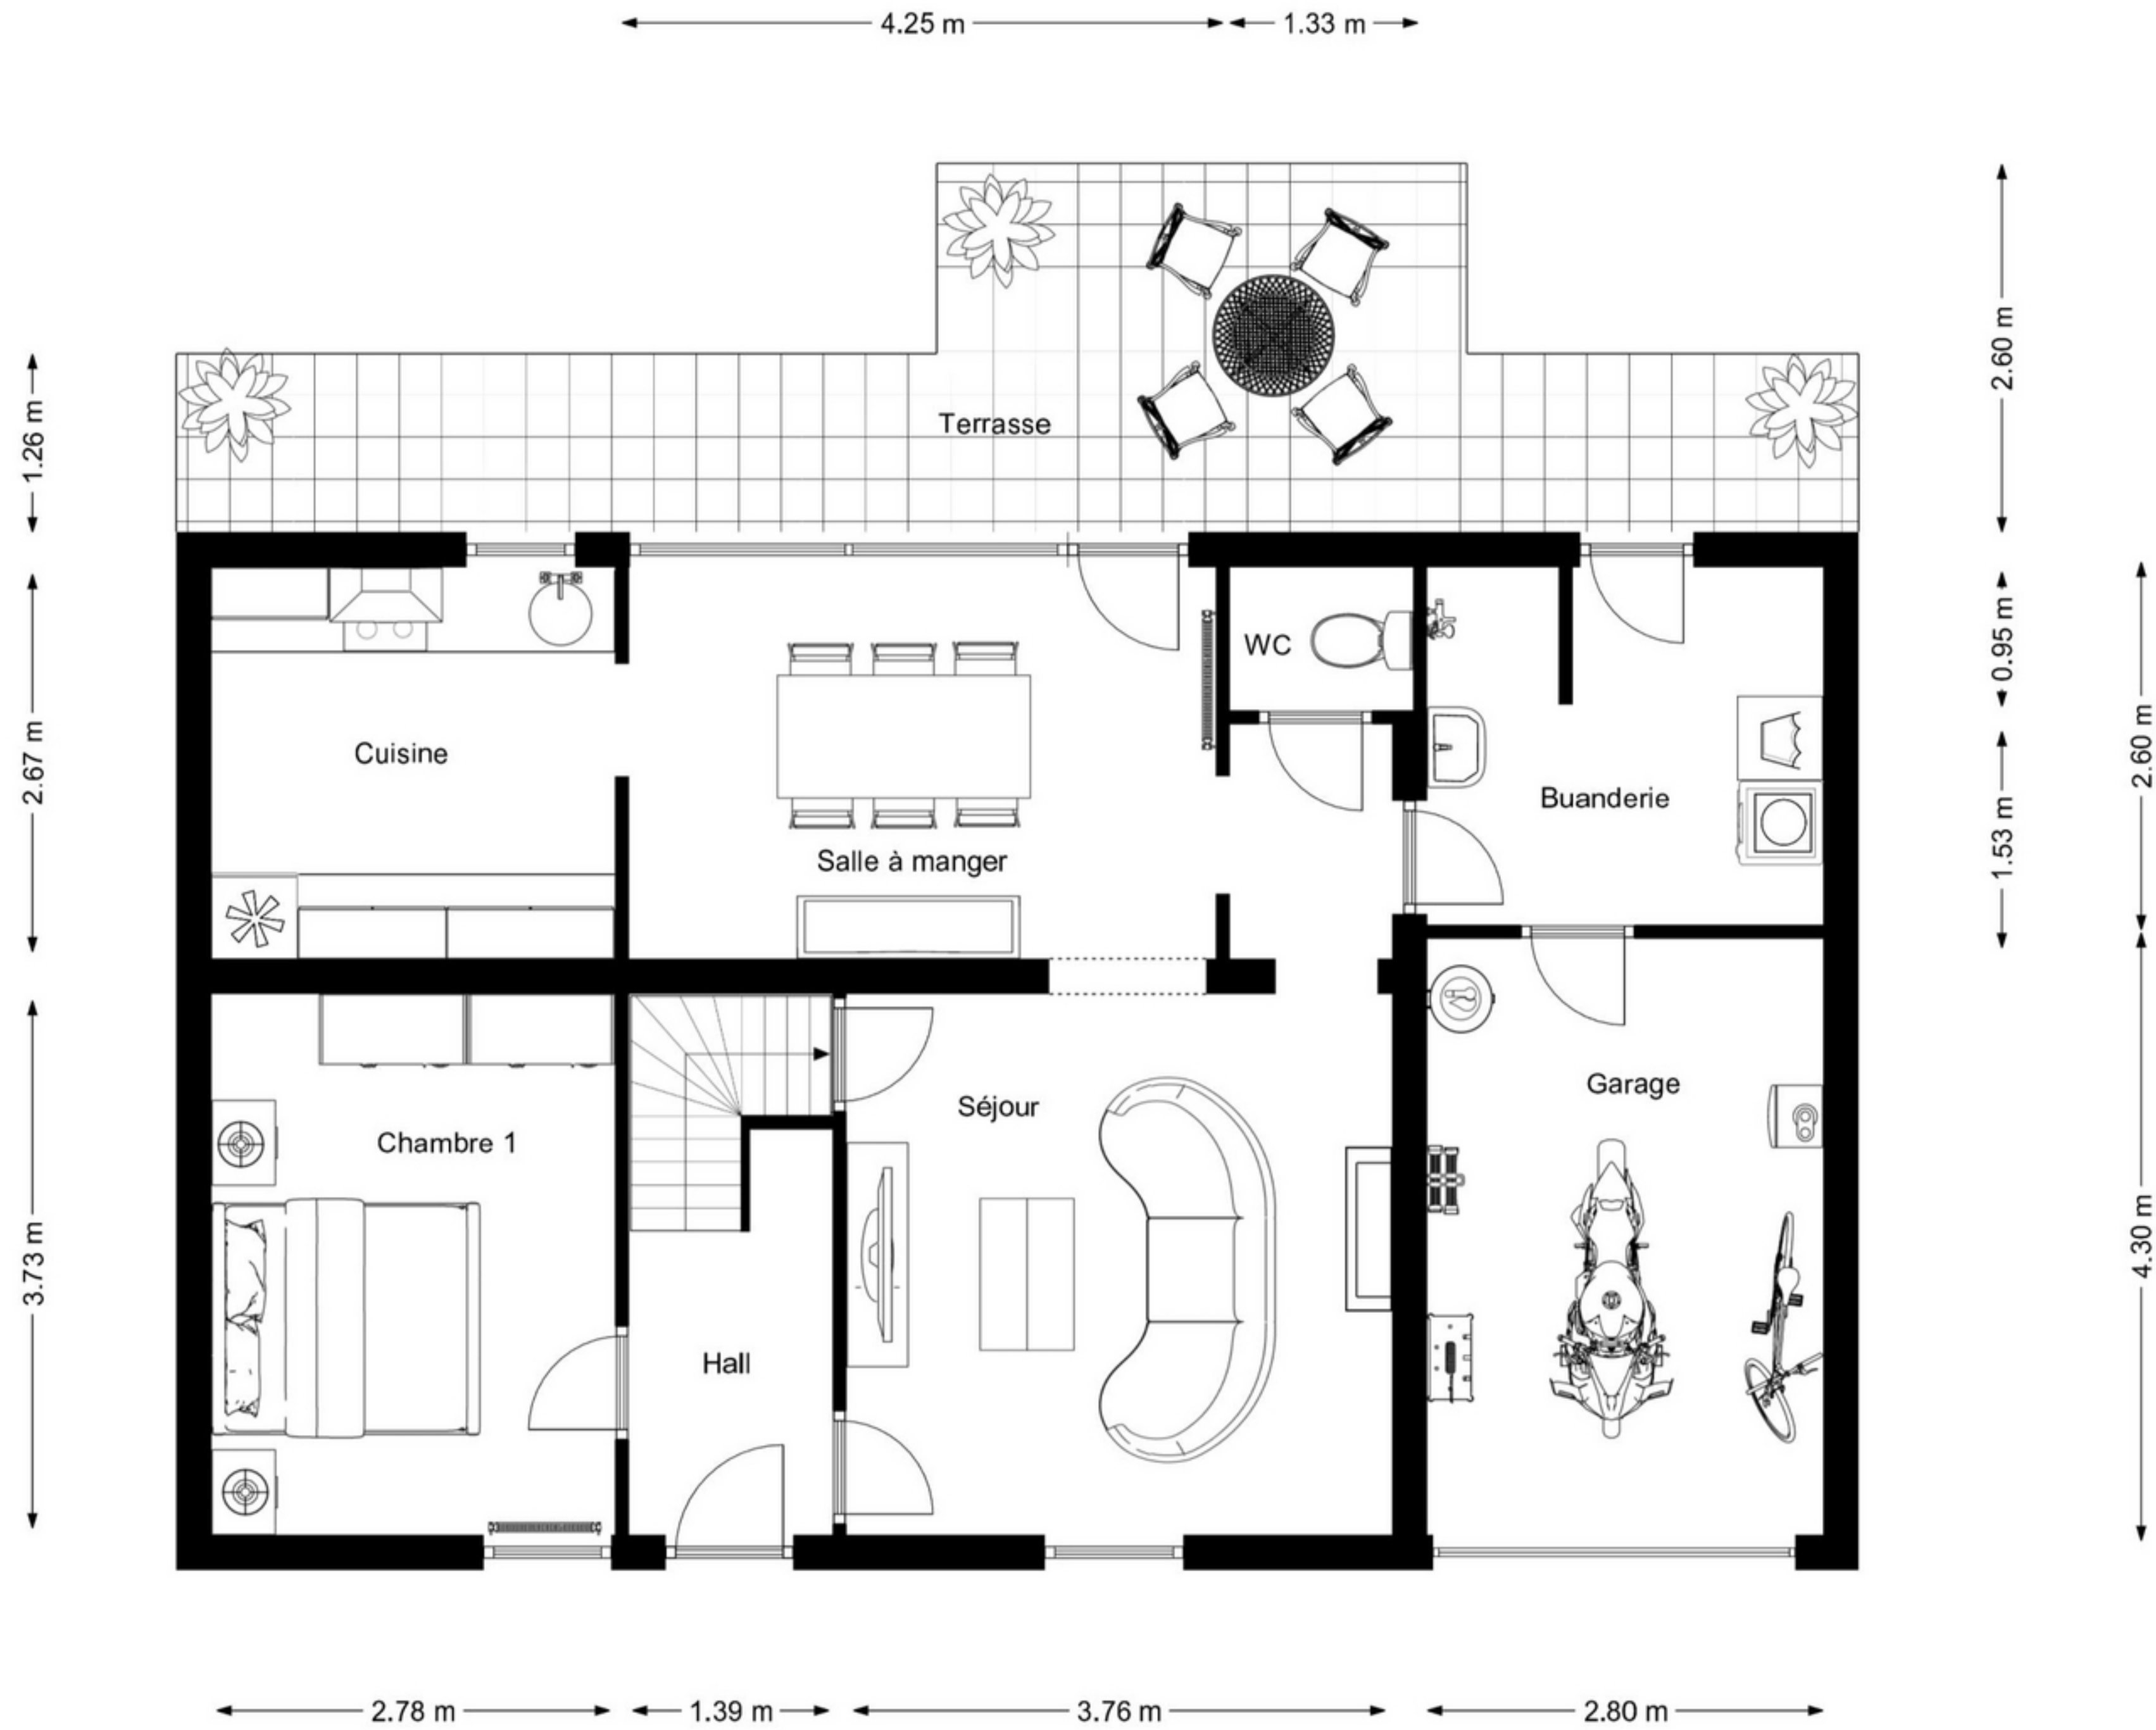 4.25 m
1.33 m
1.26 m
2.60 m
Terrasse
2.67 m
0.95 m
2.60 m
WC
Cuisine
Buanderie
Salle à manger
1.53 m
3.73 m
Chambre 1
Séjour
Garage
4.30 m
Hall
2.78 m
1.39 m
3.76 m
2.80 m